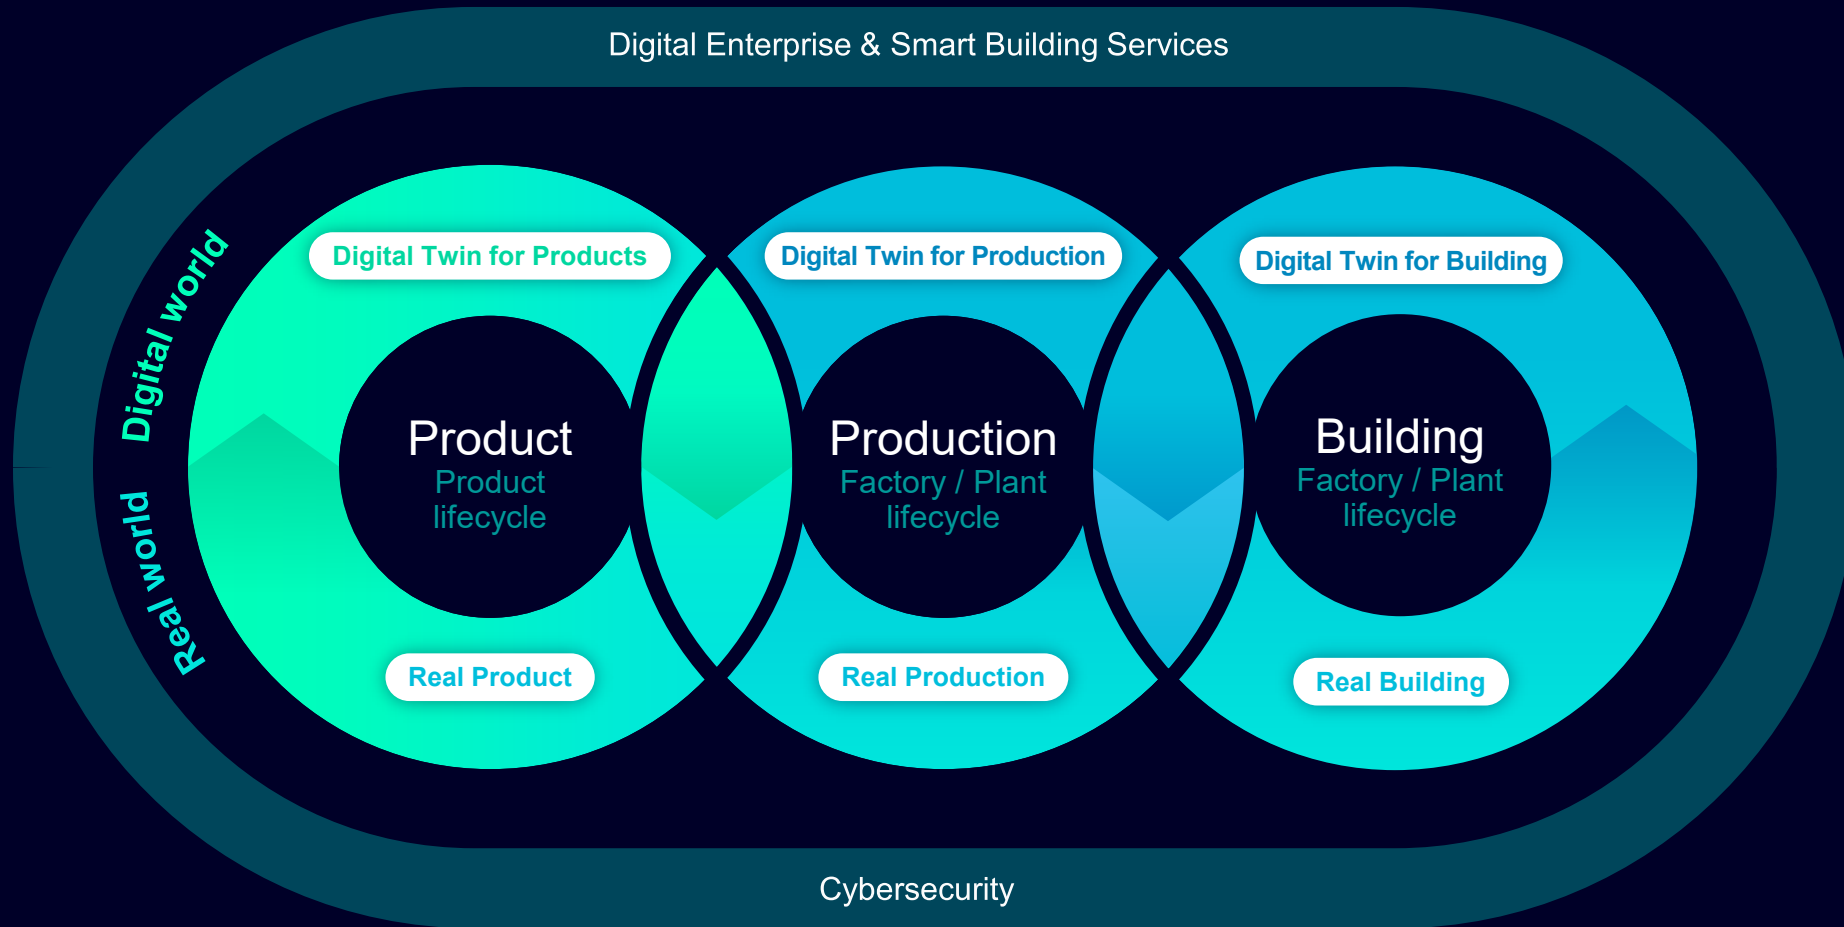 Digital Enterprise & Smart Building Services
Digital world
Real world
Digital Twin for Products
Digital Twin for Production
Digital Twin for Building
Product
Product
lifecycle
Production
Factory / Plant
lifecycle
Building
Factory / Plant
lifecycle
Real Product
Real Production
Real Building
Cybersecurity